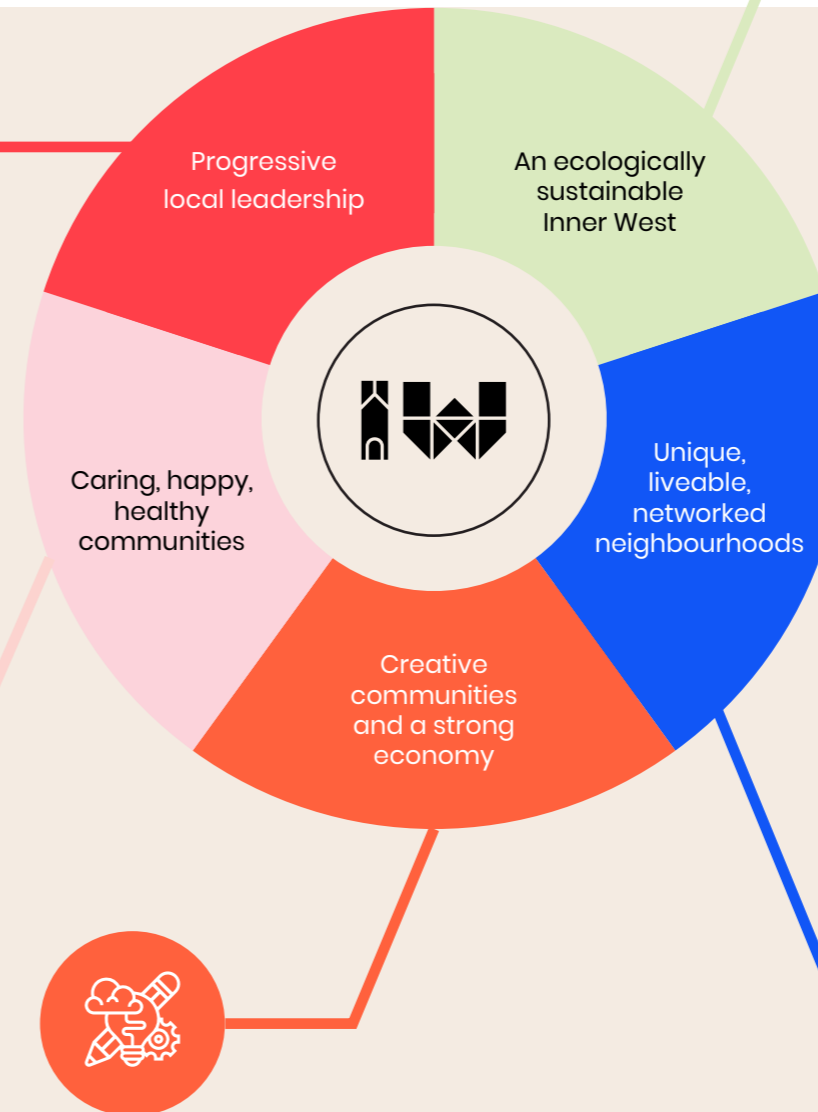 Progressive
local leadership
An ecologically
sustainable
Inner West
Unique,
liveable,
networked
neighbourhoods
Creative
communities
and a strong
economy
Caring, happy,
healthy
communities
IW